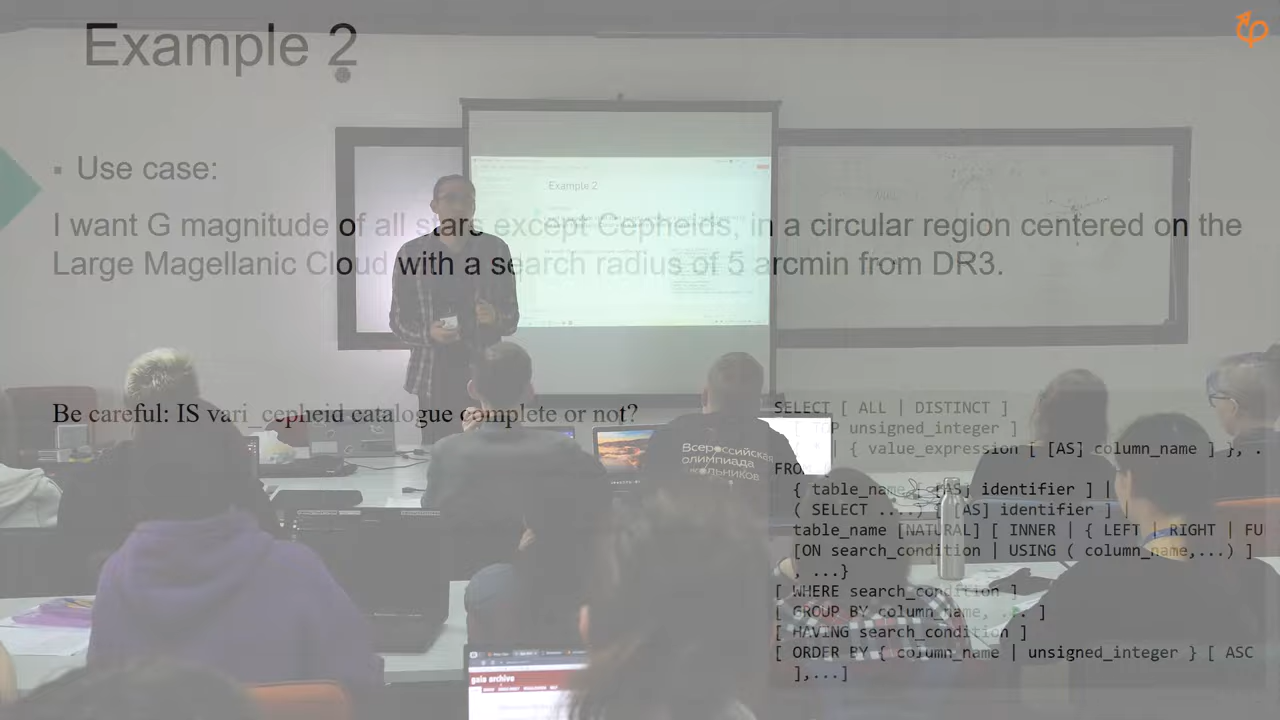 Example 2
▪ Use case:
I want G magnitude of all stars except Cepheids, in a circular region centered on the
Large Magellanic Cloud with a search radius of 5 arcmin from DR3.
Example 2
Be careful: IS vari_cepheid catalogue complete or not?
SELECT [ ALL | DISTINCT ]
[ TOP unsigned_integer ]
| { value_expression [ [AS] column_name ] }, .
FROM {
{ table_name [ [AS] identifier ] |
( SELECT ....) [ [AS] identifier ] |
table_name [NATURAL] [ INNER | { LEFT | RIGHT | FU
[ON search_condition | USING ( column_name,...) ]
, ...}
[ WHERE search_condition ]
[ GROUP BY column_name, ... ]
[ HAVING search_condition ]
[ ORDER BY { column_name | unsigned_integer } [ ASC
],...]
Всероссийская
олимпиада
школьников
gaia archive